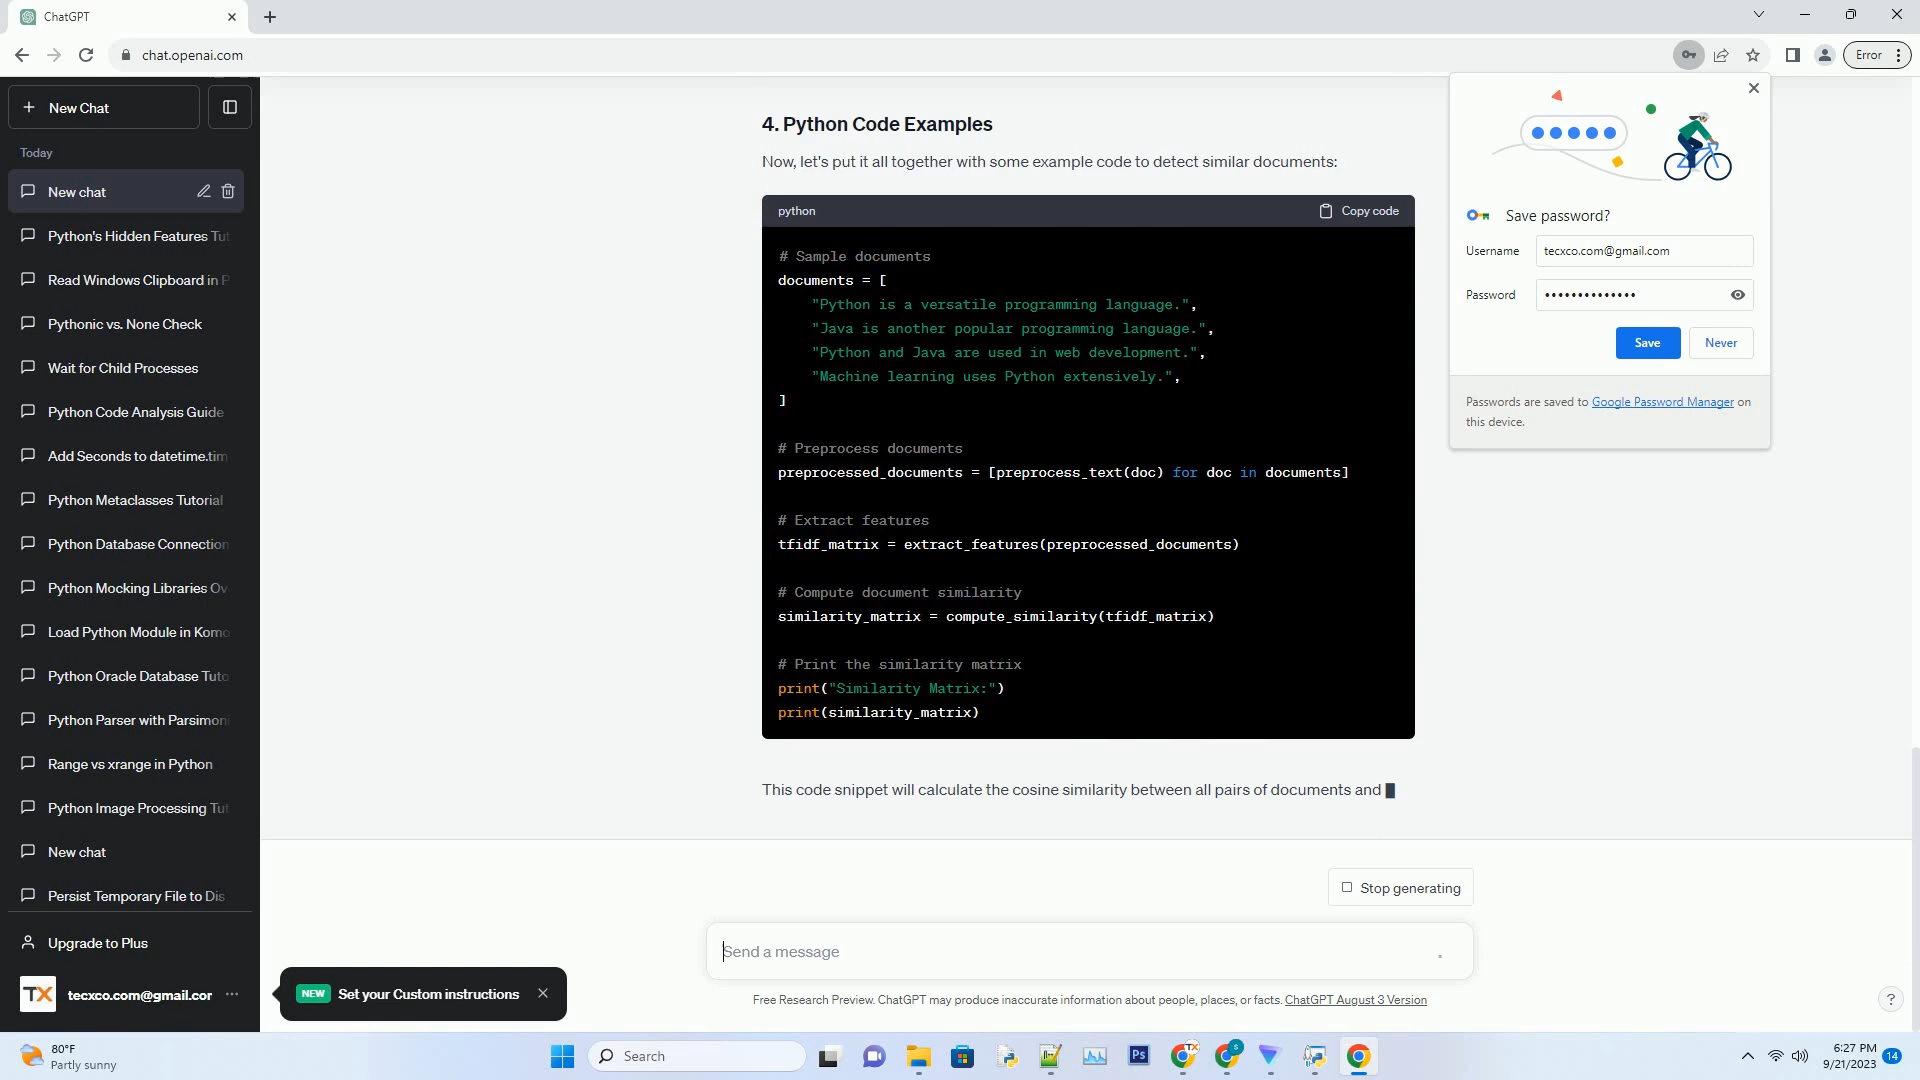 ChatGPT
chat.openai.com
Error
New Chat
Today
New chat
Python's Hidden Features Tut
Read Windows Clipboard in P
Pythonic vs. None Check
Wait for Child Processes
Python Code Analysis Guide
Add Seconds to datetime.tim
Python Metaclasses Tutorial
Python Database Connection
Python Mocking Libraries Ov
Load Python Module in Komo
Python Oracle Database Tuto
Python Parser with Parsimoni
Range vs xrange in Python
Python Image Processing Tut
New chat
Persist Temporary File to Dis
Upgrade to Plus
TX tecxco.com@gmail.cor
NEW Set your Custom instructions
4. Python Code Examples
Now, let's put it all together with some example code to detect similar documents:
python Copy code
# Sample documents
documents = [
"Python is a versatile programming language.",
"Java is another popular programming language.",
"Python and Java are used in web development.",
"Machine learning uses Python extensively.",
]
# Preprocess documents
preprocessed_documents = [preprocess_text(doc) for doc in documents]
# Extract features
tfidf_matrix = extract_features(preprocessed_documents)
# Compute document similarity
similarity_matrix = compute_similarity(tfidf_matrix)
# Print the similarity matrix
print("Similarity Matrix:")
print(similarity_matrix)
This code snippet will calculate the cosine similarity between all pairs of documents and
Stop generating
Send a message
Free Research Preview. ChatGPT may produce inaccurate information about people, places, or facts. ChatGPT August 3 Version
?
Save password?
Username tecxco.com@gmail.com
Password ••••••••••••••
Save Never
Passwords are saved to Google Password Manager on
this device.
80°F
Partly sunny
Search
Ps
TX
S
6:27 PM
9/21/2023
14